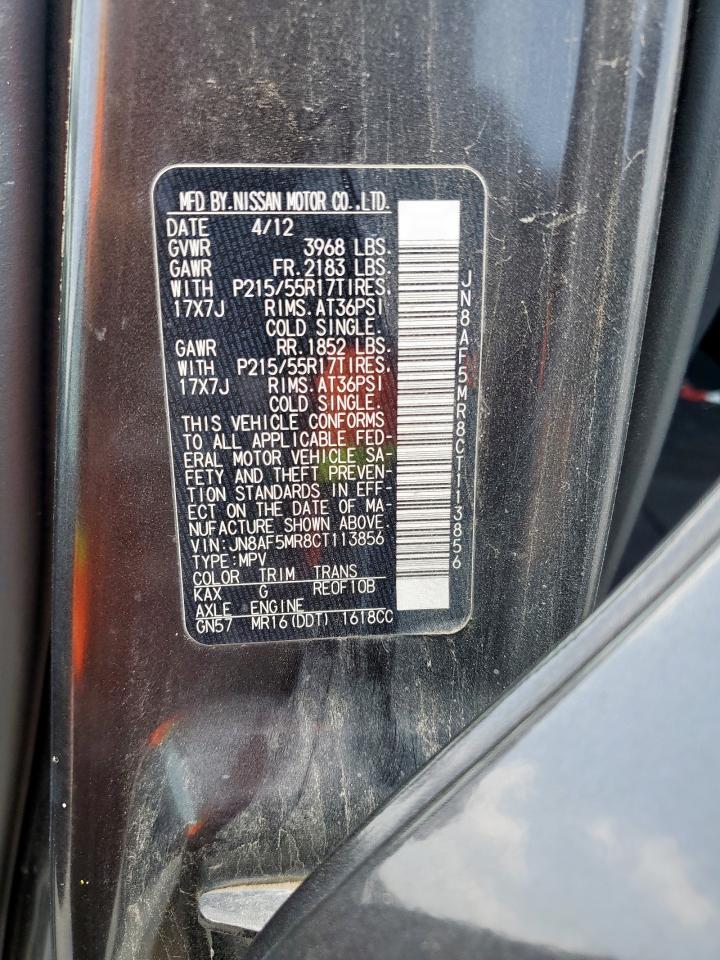 MFD BY.NISSAN MOTOR CO.,LTD.
DATE 4/12
GVWR 3968 LBS.
GAWR FR.2183 LBS.
WITH P215/55R17TIRES.
17X7J RIMS.AT36PSI
COLD SINGLE.
GAWR RR.1852 LBS.
WITH P215/55R17TIRES.
17X7J RIMS.AT36PSI
COLD SINGLE.
THIS VEHICLE CONFORMS
TO ALL APPLICABLE FED-
ERAL MOTOR VEHICLE SA-
FETY AND THEFT PREVEN-
TION STANDARDS IN EFF-
ECT ON THE DATE OF MA-
NUFACTURE SHOWN ABOVE.
VIN:JN8AF5MR8CT113856
TYPE:MPV
COLOR TRIM TRANS
KAX G RE0F10B
AXLE ENGINE
GN57 MR16(DDT) 1618CC
JN8AF5MR8CT113856